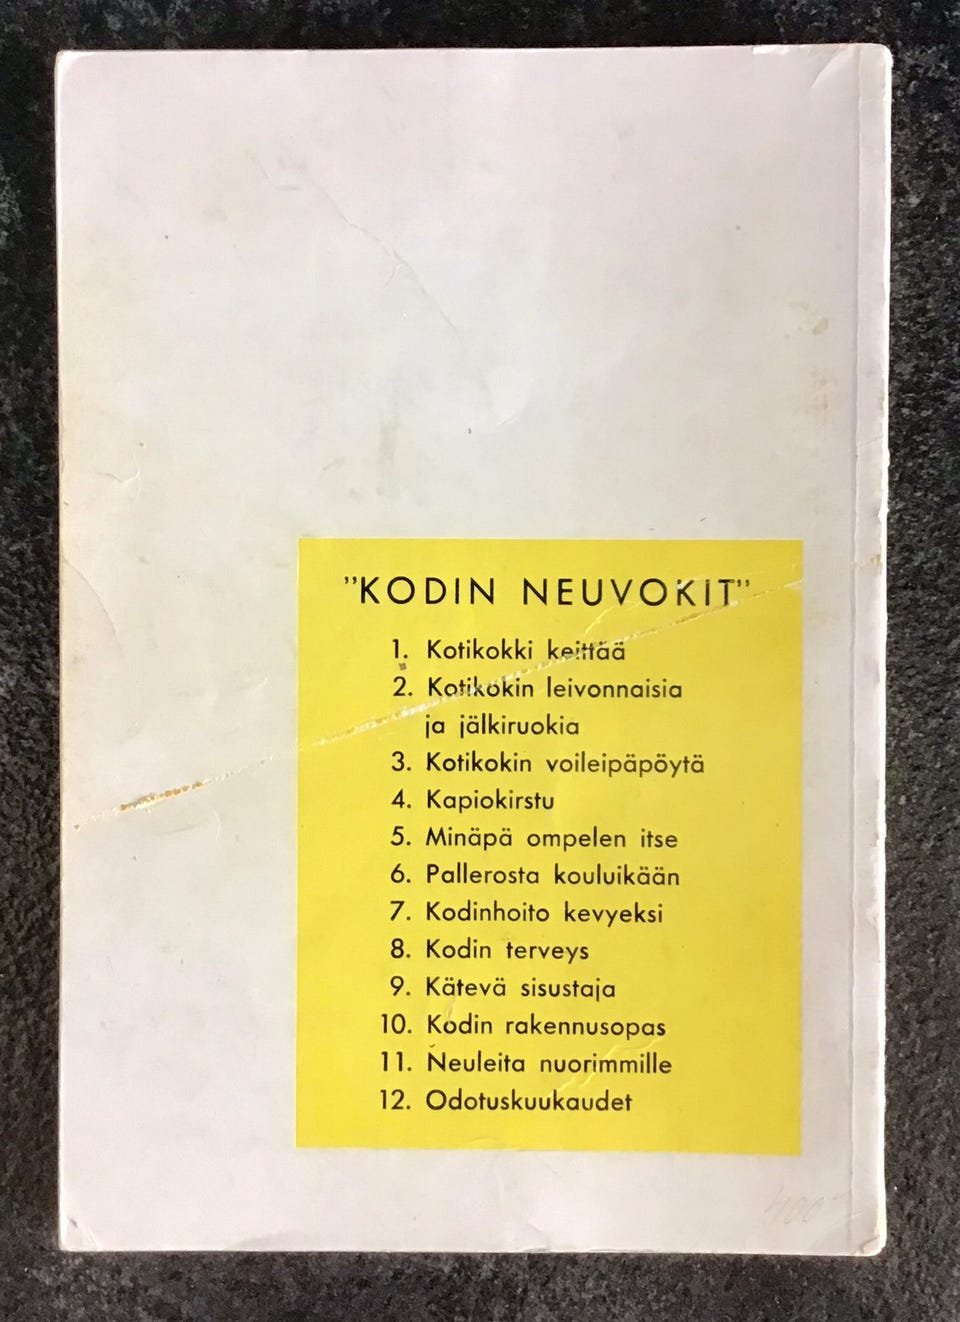 ”KODIN NEUVOKIT”
1. Kotikokki keittää
2. Kotikokin leivonnaisia
ja jälkiruokia
3. Kotikokin voileipäpöytä
4. Kapiokirstu
5. Minäpä ompelen itse
6. Pallerosta kouluikään
7. Kodinhoito kevyeksi
8. Kodin terveys
9. Kätevä sisustaja
10. Kodin rakennusopas
11. Neuleita nuorimmille
12. Odotuskuukaudet